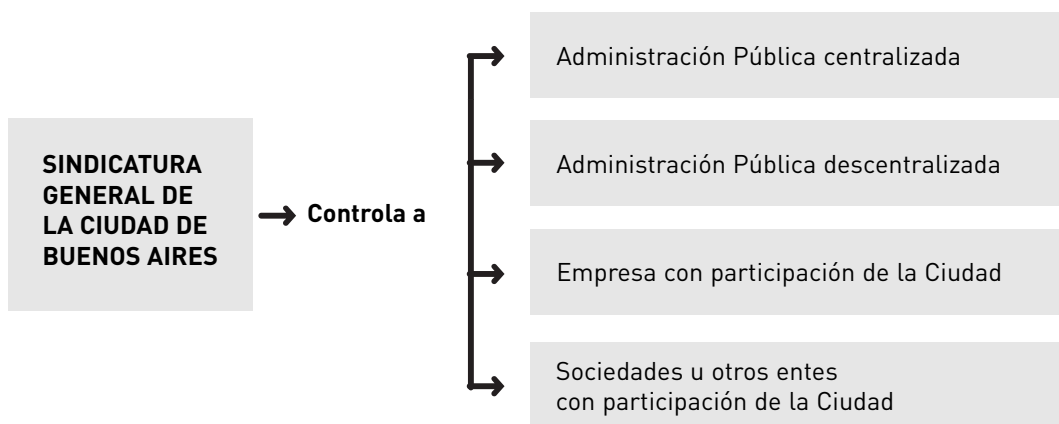 SINDICATURA
GENERAL DE
LA CIUDAD DE
BUENOS AIRES
Controla a
Administración Pública centralizada
Administración Pública descentralizada
Empresa con participación de la Ciudad
Sociedades u otros entes
con participación de la Ciudad